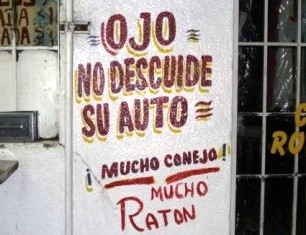 OJO
NO DESCUIDE
SU AUTO
¡MUCHO CONEJO!
MUCHO
RATON